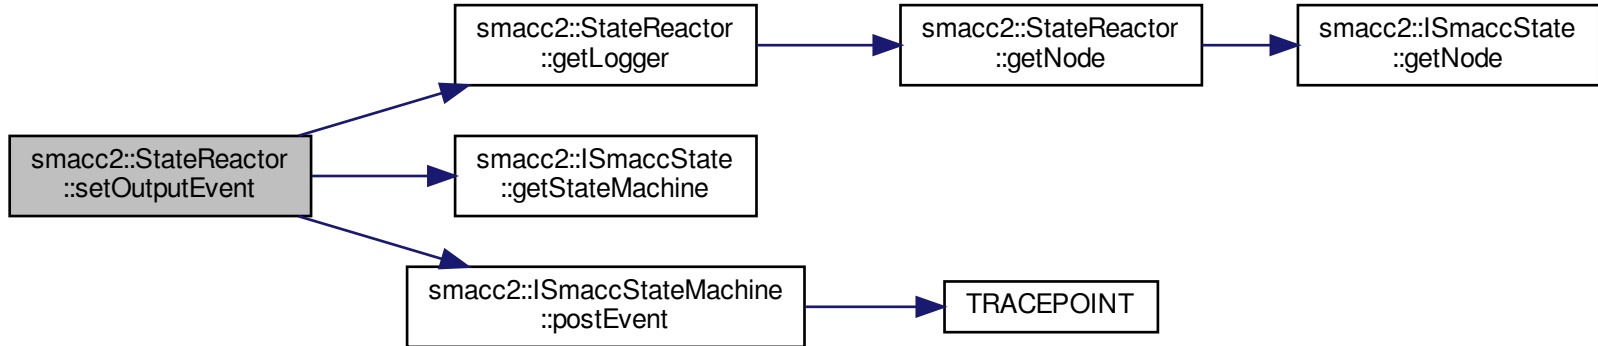 smacc2::StateReactor
::setOutputEvent
smacc2::StateReactor
::getLogger
smacc2::StateReactor
::getNode
smacc2::ISmaccState
::getNode
smacc2::ISmaccState
::getStateMachine
smacc2::ISmaccStateMachine
::postEvent
TRACEPOINT